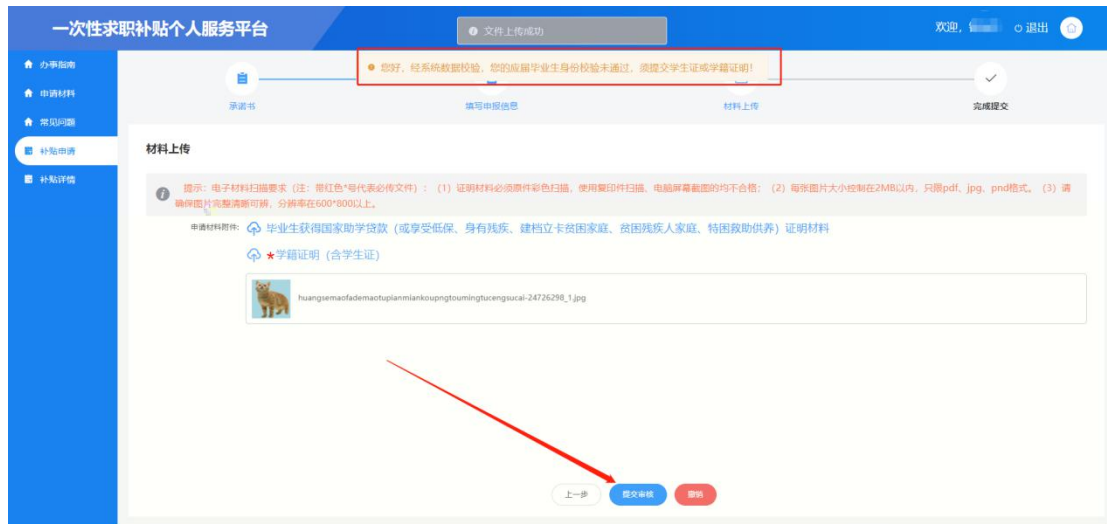 一次性求职补贴个人服务平台
文件上传成功
欢迎,
退出
办事指南
申请材料
常见问题
补贴申请
补贴详情
您好，经系统数据校验，您的应届毕业生身份校验未通过，须提交学生证或学籍证明！
承诺书
填写申报信息
材料上传
完成提交
材料上传
提示：电子材料扫描要求（注：带红色*号代表必传文件）：（1）证明材料必须原件彩色扫描，使用复印件扫描、电脑屏幕截图的均不合格；（2）每张图片大小控制在2MB以内，只限pdf、jpg、pnd格式。（3）请
确保图片完整清晰可辨，分辨率在600*800以上。
申请材料附件:
毕业生获得国家助学贷款（或享受低保、身有残疾、建档立卡贫困家庭、贫困残疾人家庭、特困救助供养）证明材料
★学籍证明（含学生证）
huangsemaofademaotupianmiankoupngtoumingtucengsucai-24726298_1.jpg
上一步
提交审核
撤销